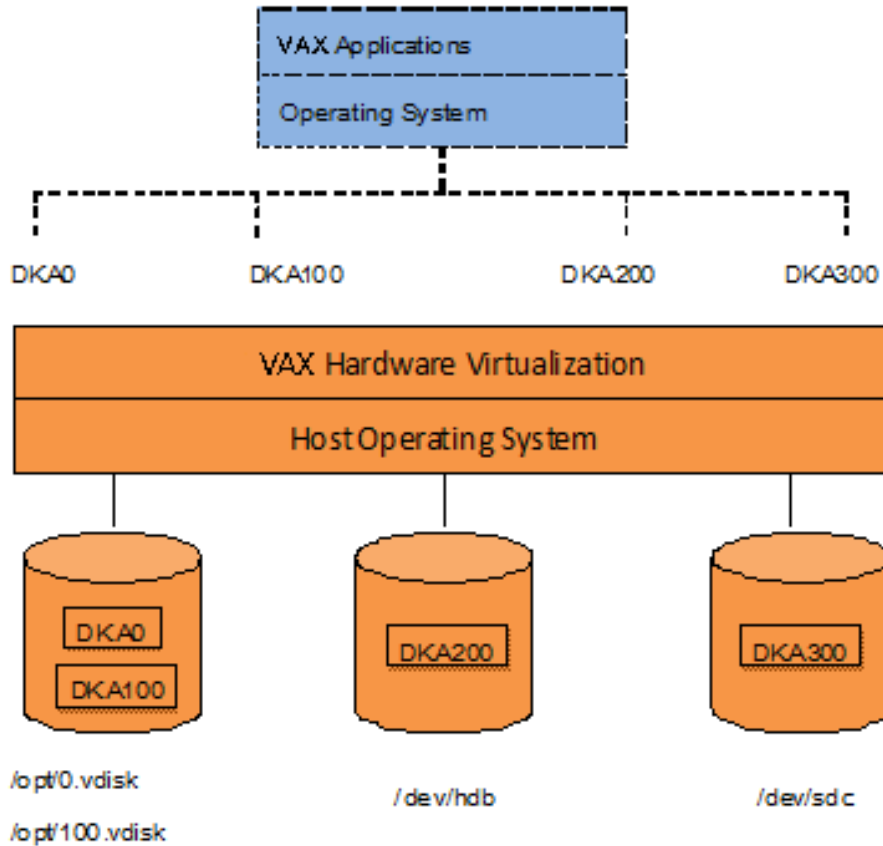 VAX Applications
Operating System
DKA0 DKA100 DKA200 DKA300
VAX Hardware Virtualization
Host Operating System
DKA0
DKA100
DKA200
DKA300
/opt/0.vdisk
/opt/100.vdisk
/dev/hdb
/dev/sdc